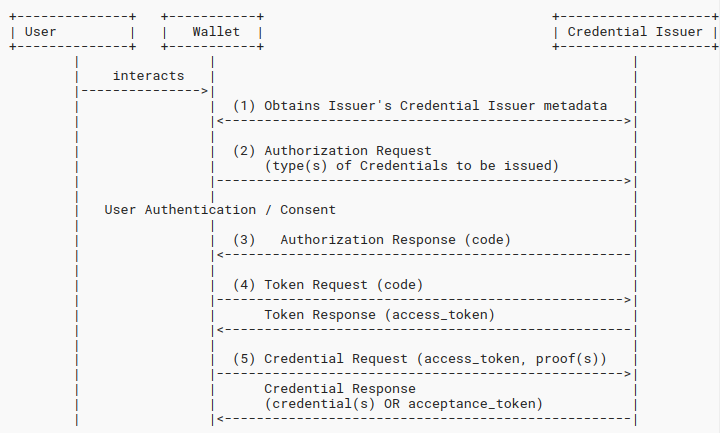 User Wallet Credential Issuer
interacts
(1) Obtains Issuer's Credential Issuer metadata
(2) Authorization Request
(type(s) of Credentials to be issued)
User Authentication / Consent
(3) Authorization Response (code)
(4) Token Request (code)
Token Response (access_token)
(5) Credential Request (access_token, proof(s))
Credential Response
(credential(s) OR acceptance_token)